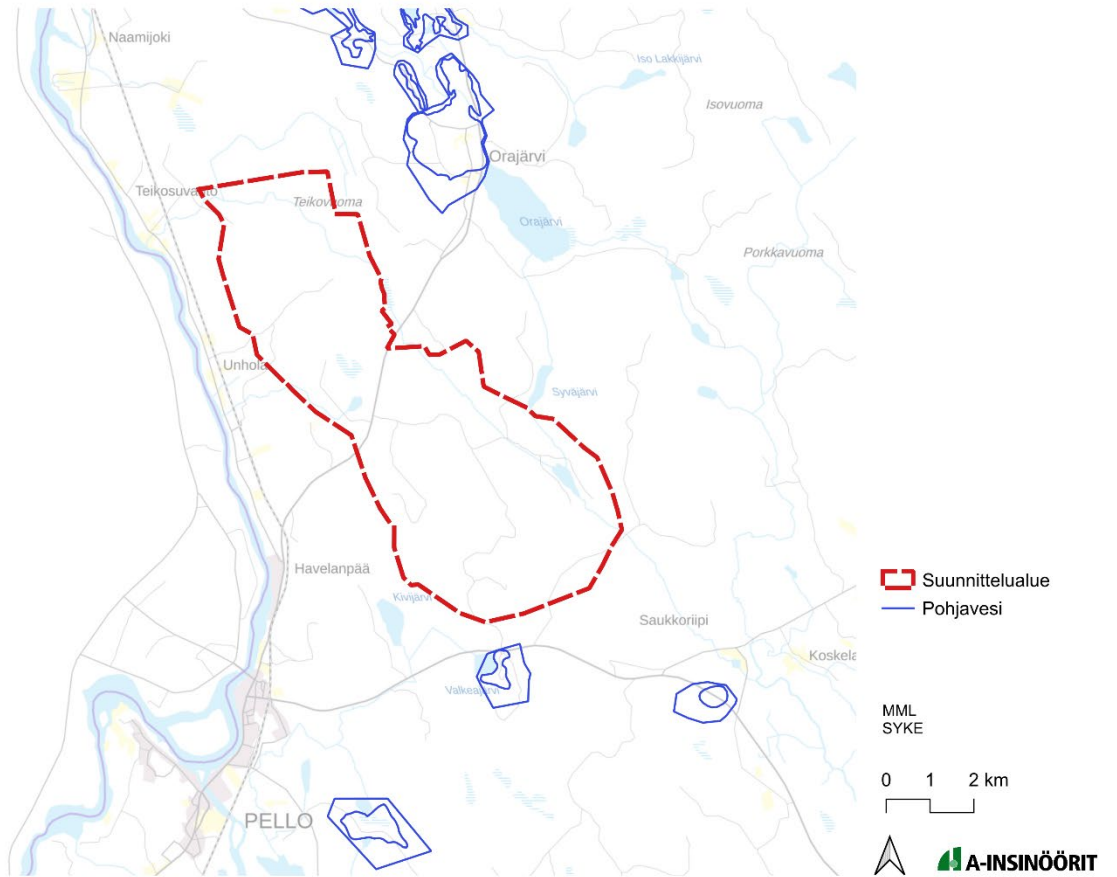 Naamijoki
Iso Lakkijärvi
Isovuoma
Orajärvi
Teikosuvanto
Teikovuoma
Orajärvi
Porkkavuoma
Unhola
Syväjärvi
Havelanpää
Suunnittelualue
Kivijärvi
Pohjavesi
Saukkoriipi
Koskela
Valkeajärvi
MML
SYKE
0 1 2 km
PELLO
A-INSINÖÖRIT